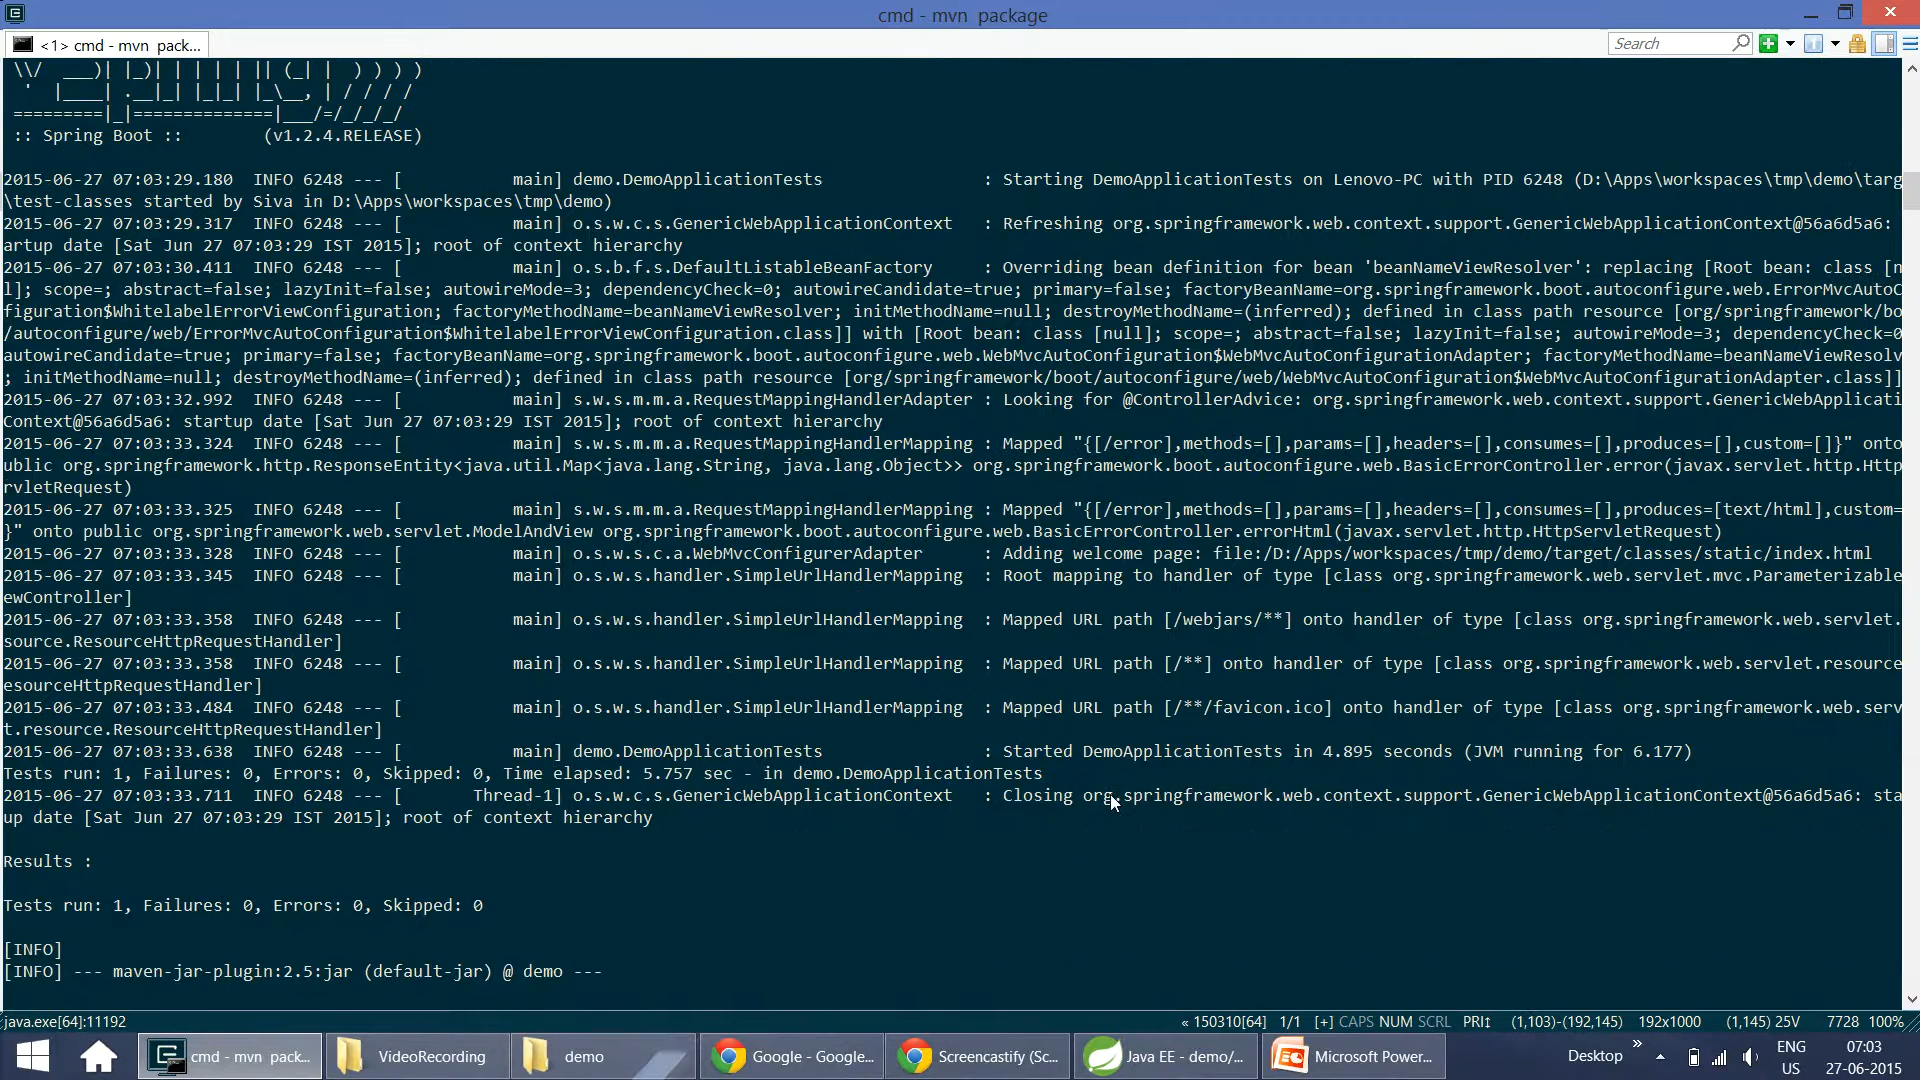 cmd - mvn  package
<1> cmd - mvn  pack...
Search
\\/  ___)| |_)| | | | | || (_| |  ) ) ) )
'  |____| .__|_| |_|_| |_\__, | / / / /
=========|_|==============|___/=/_/_/_/
:: Spring Boot ::        (v1.2.4.RELEASE)
2015-06-27 07:03:29.180  INFO 6248 --- [           main] demo.DemoApplicationTests                : Starting DemoApplicationTests on Lenovo-PC with PID 6248 (D:\Apps\workspaces\tmp\demo\targ
\test-classes started by Siva in D:\Apps\workspaces\tmp\demo)
2015-06-27 07:03:29.317  INFO 6248 --- [           main] o.s.w.c.s.GenericWebApplicationContext   : Refreshing org.springframework.web.context.support.GenericWebApplicationContext@56a6d5a6:
artup date [Sat Jun 27 07:03:29 IST 2015]; root of context hierarchy
2015-06-27 07:03:30.411  INFO 6248 --- [           main] o.s.b.f.s.DefaultListableBeanFactory     : Overriding bean definition for bean 'beanNameViewResolver': replacing [Root bean: class [n
l]; scope=; abstract=false; lazyInit=false; autowireMode=3; dependencyCheck=0; autowireCandidate=true; primary=false; factoryBeanName=org.springframework.boot.autoconfigure.web.ErrorMvcAutoC
figuration$WhitelabelErrorViewConfiguration; factoryMethodName=beanNameViewResolver; initMethodName=null; destroyMethodName=(inferred); defined in class path resource [org/springframework/bo
/autoconfigure/web/ErrorMvcAutoConfiguration$WhitelabelErrorViewConfiguration.class]] with [Root bean: class [null]; scope=; abstract=false; lazyInit=false; autowireMode=3; dependencyCheck=0
autowireCandidate=true; primary=false; factoryBeanName=org.springframework.boot.autoconfigure.web.WebMvcAutoConfiguration$WebMvcAutoConfigurationAdapter; factoryMethodName=beanNameViewResolv
; initMethodName=null; destroyMethodName=(inferred); defined in class path resource [org/springframework/boot/autoconfigure/web/WebMvcAutoConfiguration$WebMvcAutoConfigurationAdapter.class]]
2015-06-27 07:03:32.992  INFO 6248 --- [           main] s.w.s.m.m.a.RequestMappingHandlerAdapter : Looking for @ControllerAdvice: org.springframework.web.context.support.GenericWebApplicati
Context@56a6d5a6: startup date [Sat Jun 27 07:03:29 IST 2015]; root of context hierarchy
2015-06-27 07:03:33.324  INFO 6248 --- [           main] s.w.s.m.m.a.RequestMappingHandlerMapping : Mapped "{[/error],methods=[],params=[],headers=[],consumes=[],produces=[],custom=[]}" onto
ublic org.springframework.http.ResponseEntity<java.util.Map<java.lang.String, java.lang.Object>> org.springframework.boot.autoconfigure.web.BasicErrorController.error(javax.servlet.http.Http
rvletRequest)
2015-06-27 07:03:33.325  INFO 6248 --- [           main] s.w.s.m.m.a.RequestMappingHandlerMapping : Mapped "{[/error],methods=[],params=[],headers=[],consumes=[],produces=[text/html],custom=
}" onto public org.springframework.web.servlet.ModelAndView org.springframework.boot.autoconfigure.web.BasicErrorController.errorHtml(javax.servlet.http.HttpServletRequest)
2015-06-27 07:03:33.328  INFO 6248 --- [           main] o.s.w.s.c.a.WebMvcConfigurerAdapter      : Adding welcome page: file:/D:/Apps/workspaces/tmp/demo/target/classes/static/index.html
2015-06-27 07:03:33.345  INFO 6248 --- [           main] o.s.w.s.handler.SimpleUrlHandlerMapping  : Root mapping to handler of type [class org.springframework.web.servlet.mvc.Parameterizable
ewController]
2015-06-27 07:03:33.358  INFO 6248 --- [           main] o.s.w.s.handler.SimpleUrlHandlerMapping  : Mapped URL path [/webjars/**] onto handler of type [class org.springframework.web.servlet.
source.ResourceHttpRequestHandler]
2015-06-27 07:03:33.358  INFO 6248 --- [           main] o.s.w.s.handler.SimpleUrlHandlerMapping  : Mapped URL path [/**] onto handler of type [class org.springframework.web.servlet.resource
esourceHttpRequestHandler]
2015-06-27 07:03:33.484  INFO 6248 --- [           main] o.s.w.s.handler.SimpleUrlHandlerMapping  : Mapped URL path [/**/favicon.ico] onto handler of type [class org.springframework.web.serv
t.resource.ResourceHttpRequestHandler]
2015-06-27 07:03:33.638  INFO 6248 --- [           main] demo.DemoApplicationTests                : Started DemoApplicationTests in 4.895 seconds (JVM running for 6.177)
Tests run: 1, Failures: 0, Errors: 0, Skipped: 0, Time elapsed: 5.757 sec - in demo.DemoApplicationTests
2015-06-27 07:03:33.711  INFO 6248 --- [       Thread-1] o.s.w.c.s.GenericWebApplicationContext   : Closing org.springframework.web.context.support.GenericWebApplicationContext@56a6d5a6: sta
up date [Sat Jun 27 07:03:29 IST 2015]; root of context hierarchy
Results :
Tests run: 1, Failures: 0, Errors: 0, Skipped: 0
[INFO]
[INFO] --- maven-jar-plugin:2.5:jar (default-jar) @ demo ---
java.exe[64]:11192
« 150310[64]  1/1  [+] CAPS NUM SCRL  PRI↕  (1,103)-(192,145)  192x1000  (1,145) 25V  7728  100%
cmd - mvn  pack...
VideoRecording
demo
Google - Google...
Screencastify (Sc...
Java EE - demo/...
Microsoft Power...
Desktop
ENG
US
07:03
27-06-2015